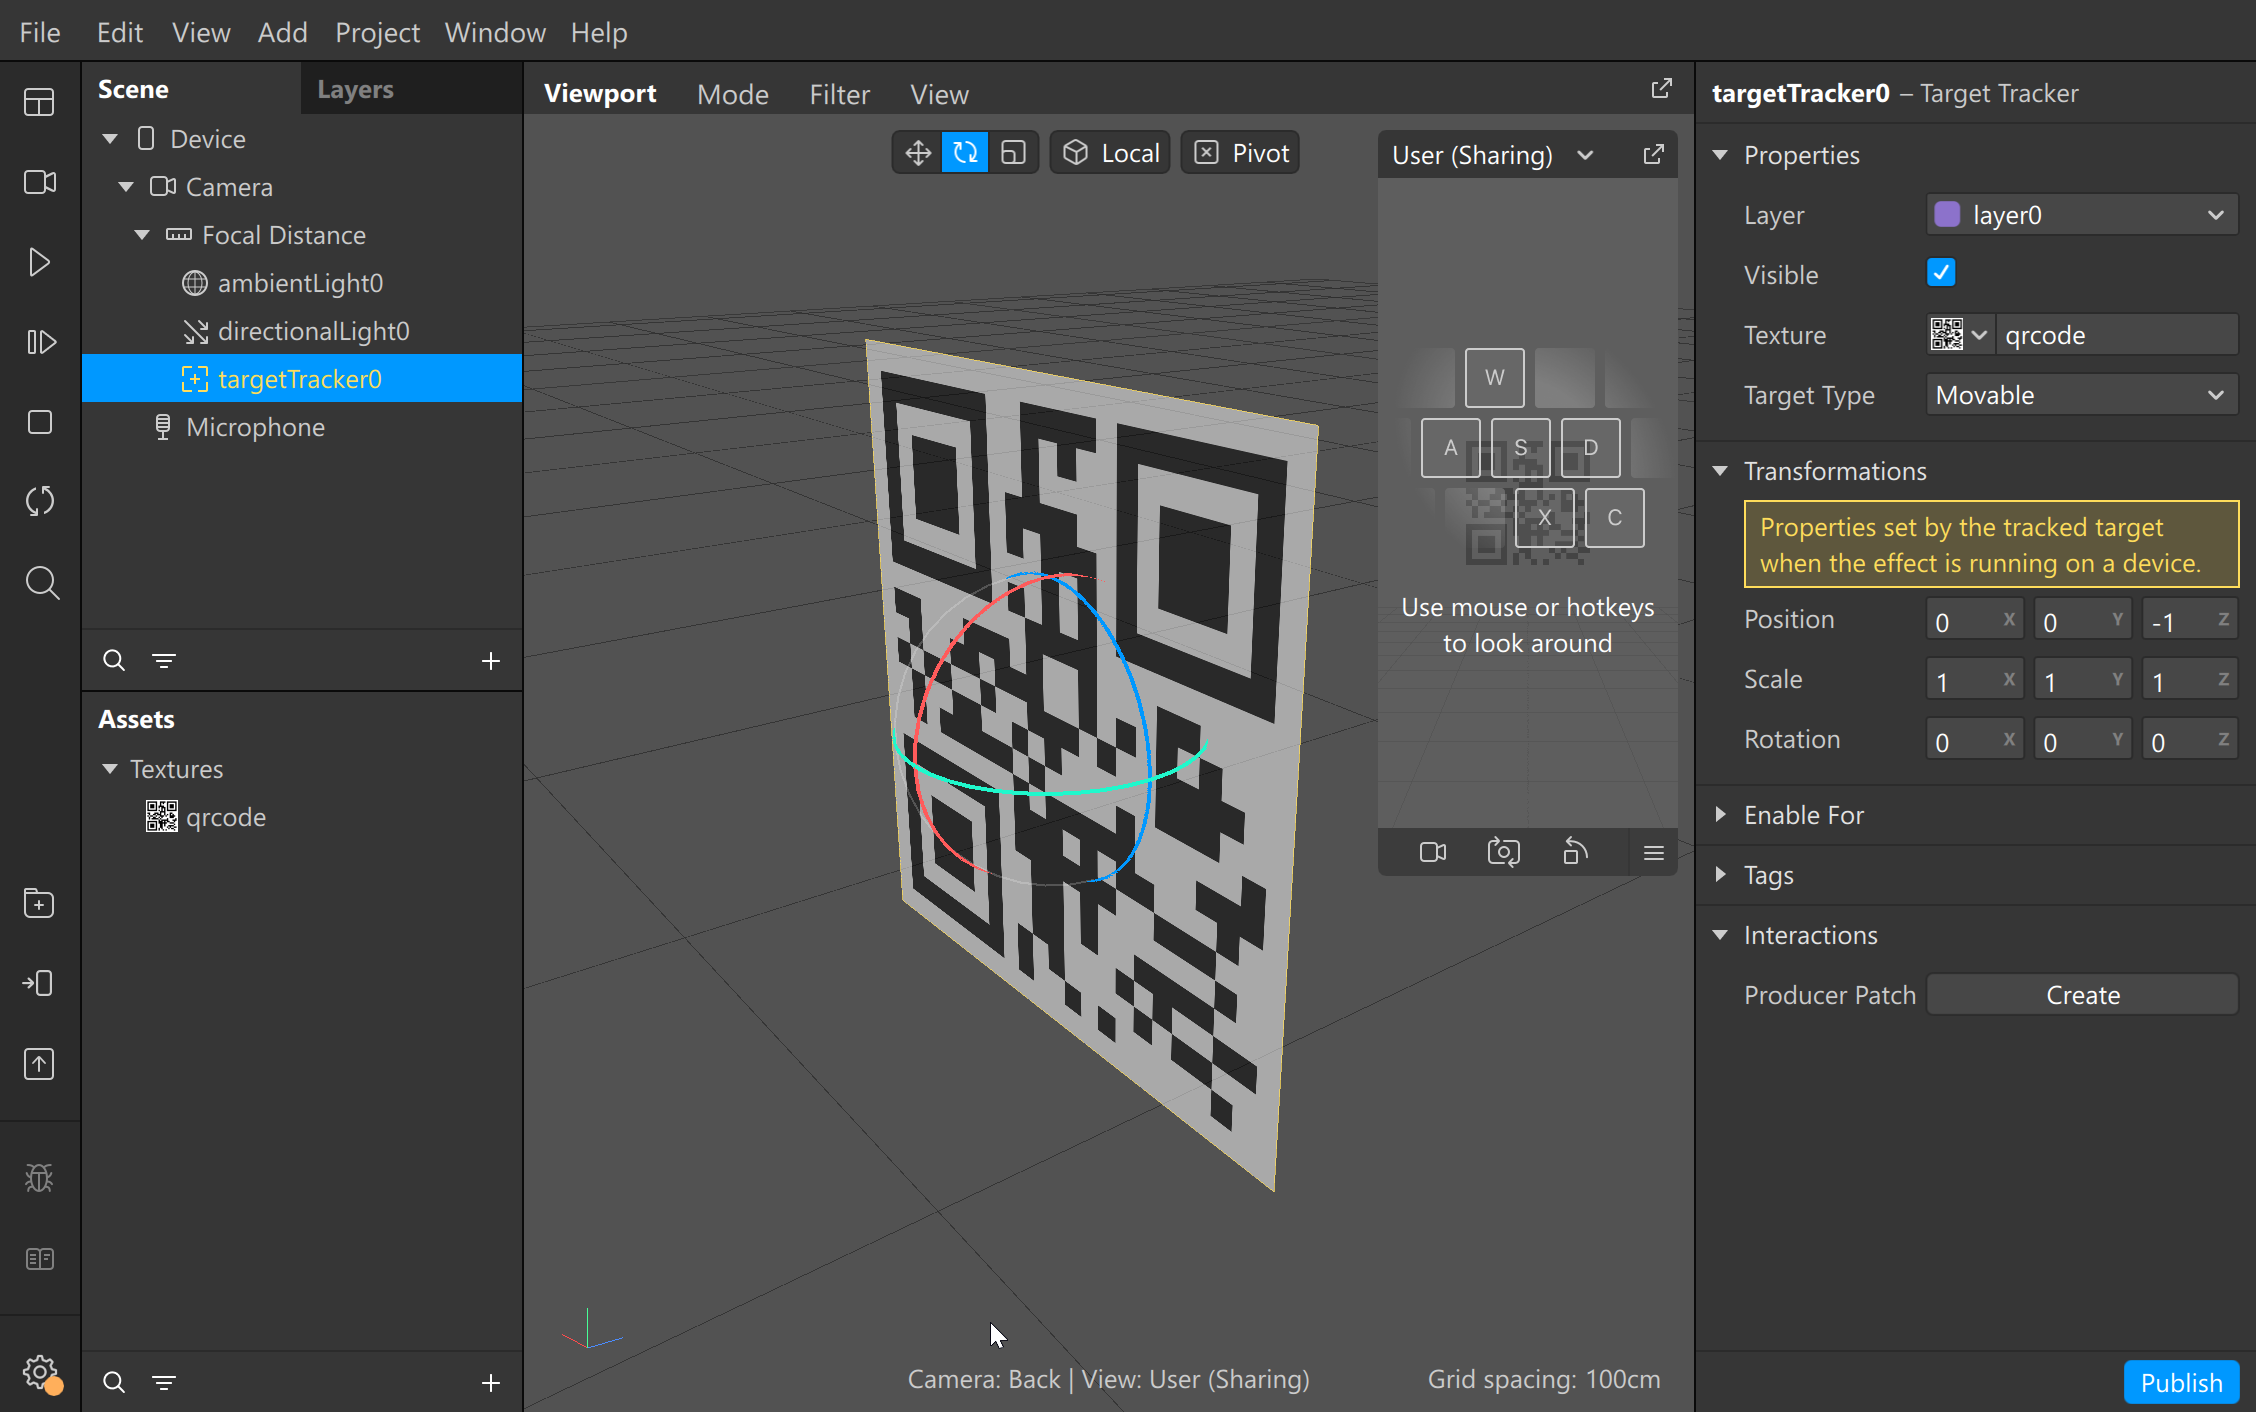 File Edit View Add Project Window Help
Scene Layers
Device
Camera
Focal Distance
ambientLight0
directionalLight0
targetTracker0
Microphone
Assets
Textures
qrcode
Viewport Mode Filter View
Local Pivot
User (Sharing)
W
A S D
X C
Use mouse or hotkeys
to look around
Camera: Back | View: User (Sharing)
Grid spacing: 100cm
targetTracker0 – Target Tracker
Properties
Layer layer0
Visible
Texture qrcode
Target Type Movable
Transformations
Properties set by the tracked target
when the effect is running on a device.
Position 0 X 0 Y -1 Z
Scale 1 X 1 Y 1 Z
Rotation 0 X 0 Y 0 Z
Enable For
Tags
Interactions
Producer Patch Create
Publish